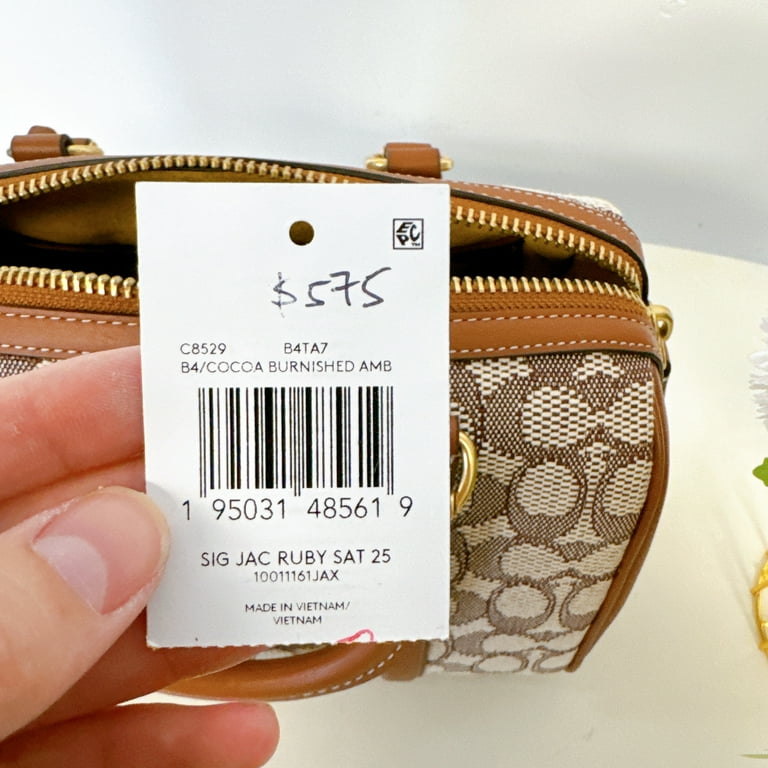 EPC™
$575
C8529 B4TA7
B4/COCOA BURNISHED AMB
1 95031 48561 9
SIG JAC RUBY SAT 25
10011161JAX
MADE IN VIETNAM/
VIETNAM